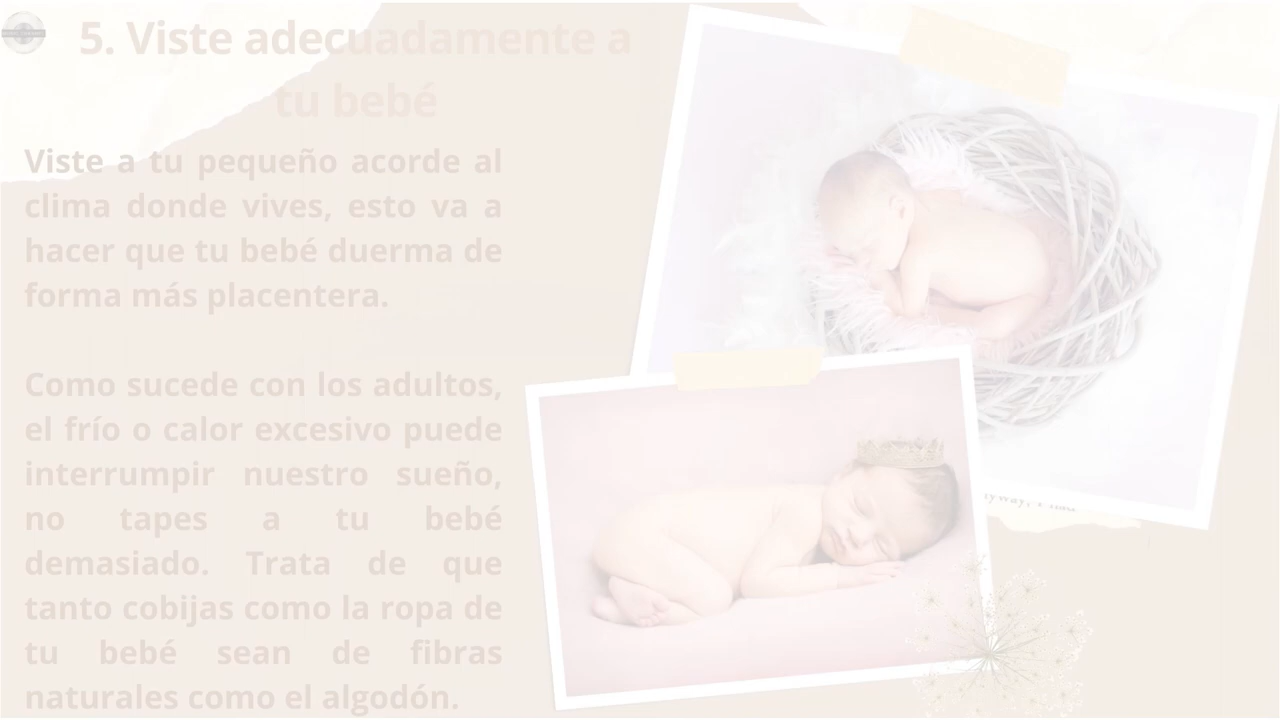 5. Viste adecuadamente a
tu bebé
Viste a tu pequeño acorde al
clima donde vives, esto va a
hacer que tu bebé duerma de
forma más placentera.
Como sucede con los adultos,
el frío o calor excesivo puede
interrumpir nuestro sueño,
no tapes a tu bebé
demasiado. Trata de que
tanto cobijas como la ropa de
tu bebé sean de fibras
naturales como el algodón.